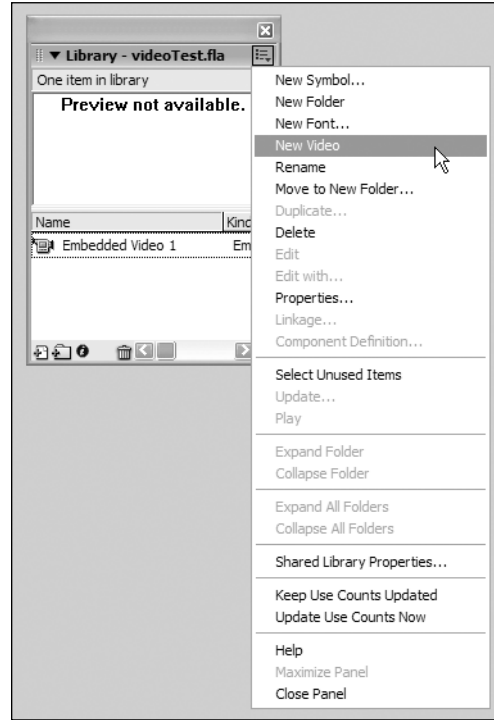 Library - videoTest.fla
One item in library
Preview not available.
Name Kind
Embedded Video 1 Em
New Symbol...
New Folder
New Font...
New Video
Rename
Move to New Folder...
Duplicate...
Delete
Edit
Edit with...
Properties...
Linkage...
Component Definition...
Select Unused Items
Update...
Play
Expand Folder
Collapse Folder
Expand All Folders
Collapse All Folders
Shared Library Properties...
Keep Use Counts Updated
Update Use Counts Now
Help
Maximize Panel
Close Panel